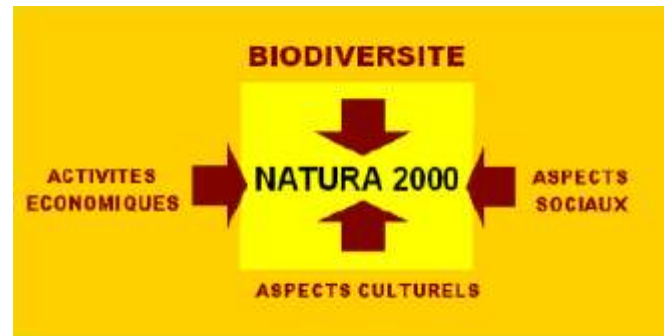 BIODIVERSITE
ACTIVITES
ECONOMIQUES
NATURA 2000
ASPECTS
SOCIAUX
ASPECTS CULTURELS